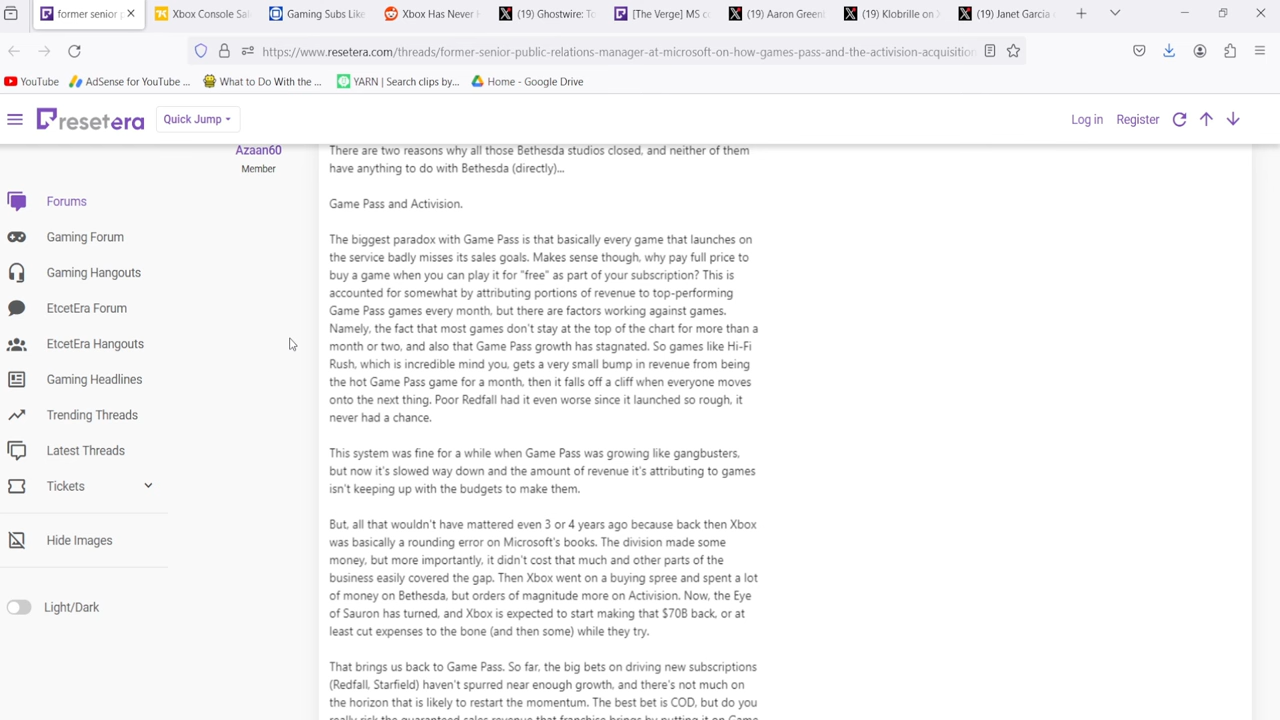 former senior p
Xbox Console Sa
Gaming Subs Like
Xbox Has Never
(19) Ghostwire: To
[The Verge] MS c
(19) Aaron Green
(19) Klobrille on X
(19) Janet Garcia
https://www.resetera.com/threads/former-senior-public-relations-manager-at-microsoft-on-how-games-pass-and-the-activision-acquisition
YouTube
AdSense for YouTube ...
What to Do With the ...
YARN | Search clips by...
Home - Google Drive
resetera
Quick Jump
Log in
Register
Azaan60
Member
Forums
Gaming Forum
Gaming Hangouts
EtcetEra Forum
EtcetEra Hangouts
Gaming Headlines
Trending Threads
Latest Threads
Tickets
Hide Images
Light/Dark
There are two reasons why all those Bethesda studios closed, and neither of them
have anything to do with Bethesda (directly)...
Game Pass and Activision.
The biggest paradox with Game Pass is that basically every game that launches on
the service badly misses its sales goals. Makes sense though, why pay full price to
buy a game when you can play it for "free" as part of your subscription? This is
accounted for somewhat by attributing portions of revenue to top-performing
Game Pass games every month, but there are factors working against games.
Namely, the fact that most games don't stay at the top of the chart for more than a
month or two, and also that Game Pass growth has stagnated. So games like Hi-Fi
Rush, which is incredible mind you, gets a very small bump in revenue from being
the hot Game Pass game for a month, then it falls off a cliff when everyone moves
onto the next thing. Poor Redfall had it even worse since it launched so rough, it
never had a chance.
This system was fine for a while when Game Pass was growing like gangbusters,
but now it's slowed way down and the amount of revenue it's attributing to games
isn't keeping up with the budgets to make them.
But, all that wouldn't have mattered even 3 or 4 years ago because back then Xbox
was basically a rounding error on Microsoft's books. The division made some
money, but more importantly, it didn't cost that much and other parts of the
business easily covered the gap. Then Xbox went on a buying spree and spent a lot
of money on Bethesda, but orders of magnitude more on Activision. Now, the Eye
of Sauron has turned, and Xbox is expected to start making that $70B back, or at
least cut expenses to the bone (and then some) while they try.
That brings us back to Game Pass. So far, the big bets on driving new subscriptions
(Redfall, Starfield) haven't spurred near enough growth, and there's not much on
the horizon that is likely to restart the momentum. The best bet is COD, but do you
really risk the guaranteed sales revenue that franchise brings by putting it on Game